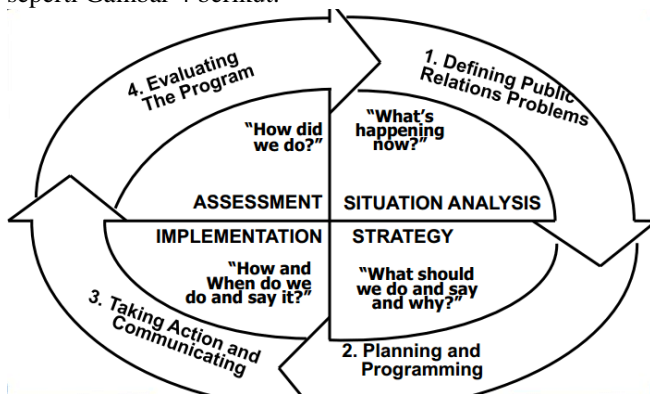 seperti Gambar 4 berikut.
4. Evaluating
The Program
1. Defining Public
Relations Problems
"How did
we do?"
"What's
happening
now?"
ASSESSMENT
SITUATION ANALYSIS
IMPLEMENTATION
STRATEGY
"How and
When do we
do and say it?"
"What should
we do and say
and why?"
3. Taking Action and
Communicating
2. Planning and
Programming